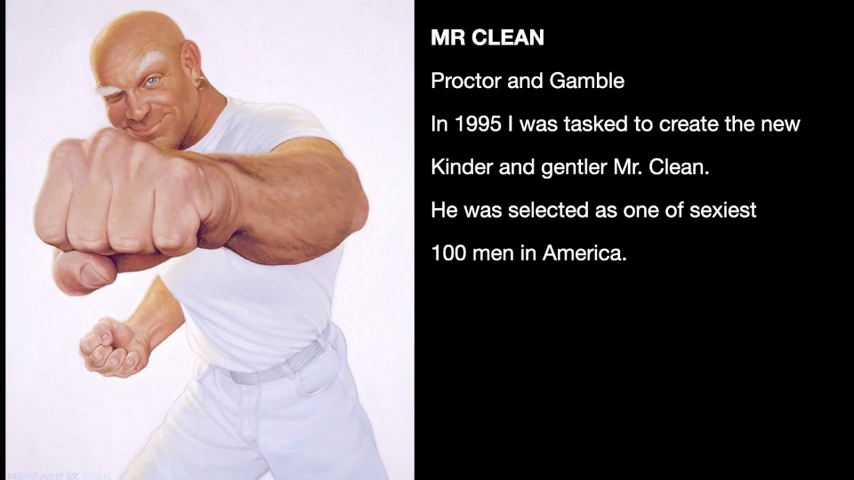 MR CLEAN
Proctor and Gamble
In 1995 I was tasked to create the new
Kinder and gentler Mr. Clean.
He was selected as one of sexiest
100 men in America.